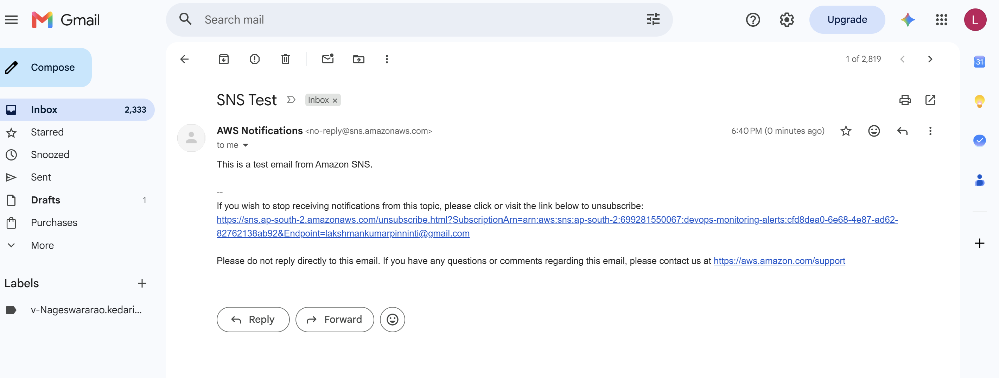 Gmail
Search mail
Upgrade
L
Compose
Inbox 2,333
Starred
Snoozed
Sent
Drafts 1
Purchases
More
Labels
v-Nageswararao.kedari...
1 of 2,819
SNS Test Inbox ×
AWS Notifications <no-reply@sns.amazonaws.com> 6:40 PM (0 minutes ago)
to me
This is a test email from Amazon SNS.
--
If you wish to stop receiving notifications from this topic, please click or visit the link below to unsubscribe:
https://sns.ap-south-2.amazonaws.com/unsubscribe.html?SubscriptionArn=arn:aws:sns:ap-south-2:699281550067:devops-monitoring-alerts:cfd8dea0-6e68-4e87-ad62-
82762138ab92&Endpoint=lakshmankumarpinninti@gmail.com
Please do not reply directly to this email. If you have any questions or comments regarding this email, please contact us at https://aws.amazon.com/support
Reply
Forward
31